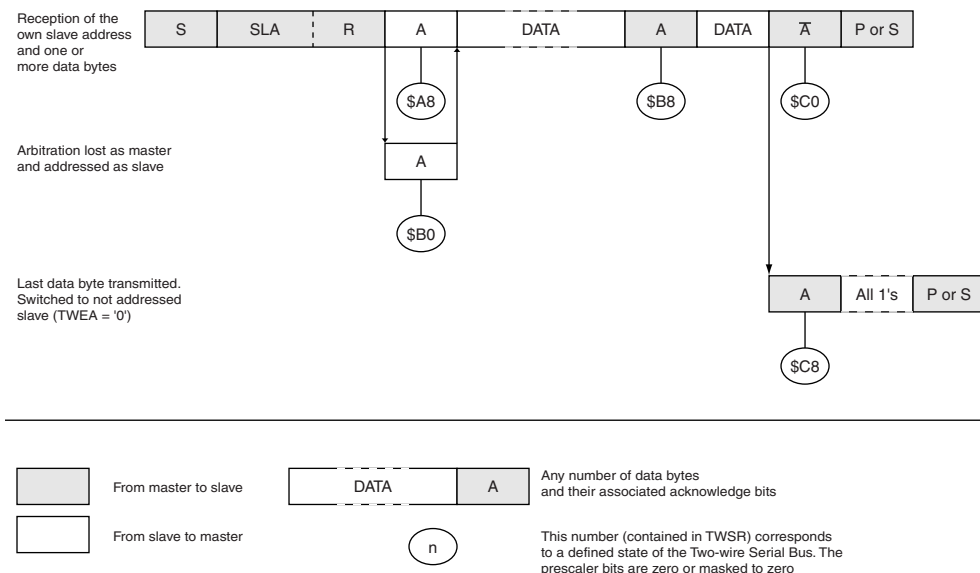 Reception of the
own slave address
and one or
more data bytes
S SLA R A DATA A DATA A̅ P or S
$A8 $B8 $C0
Arbitration lost as master
and addressed as slave
A
$B0
Last data byte transmitted.
Switched to not addressed
slave (TWEA = '0')
A All 1's P or S
$C8
From master to slave
DATA A
Any number of data bytes
and their associated acknowledge bits
From slave to master
n
This number (contained in TWSR) corresponds
to a defined state of the Two-wire Serial Bus. The
prescaler bits are zero or masked to zero